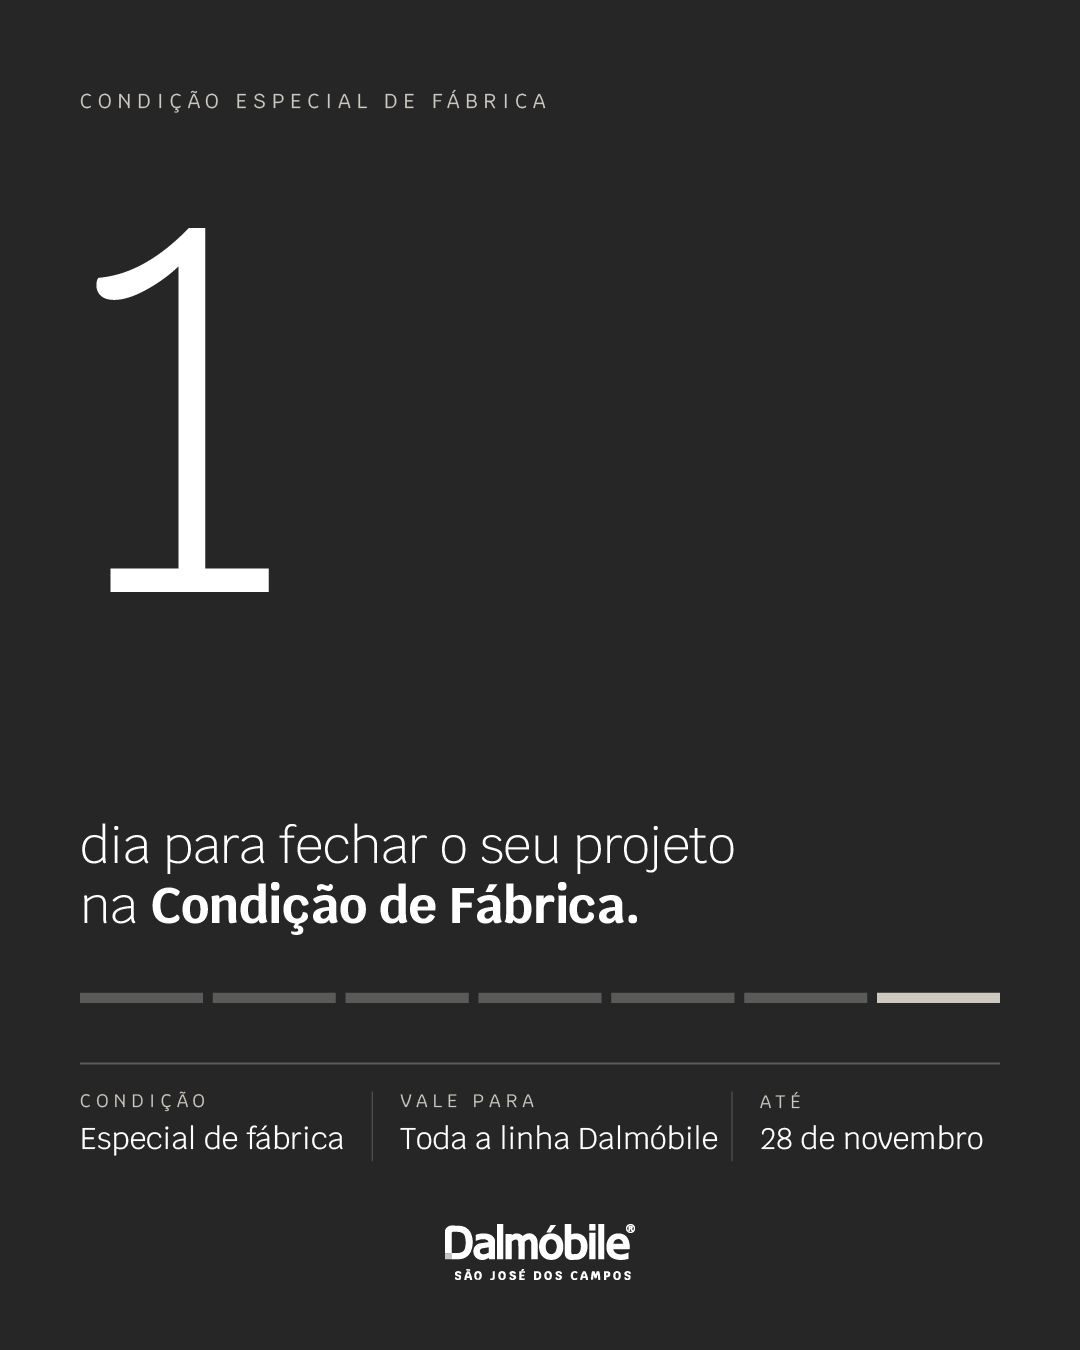 CONDIÇÃO ESPECIAL DE FÁBRICA
1
dia para fechar o seu projeto
na Condição de Fábrica.
CONDIÇÃO
Especial de fábrica
VALE PARA
Toda a linha Dalmóbile
ATÉ
28 de novembro
Dalmóbile®
SÃO JOSÉ DOS CAMPOS